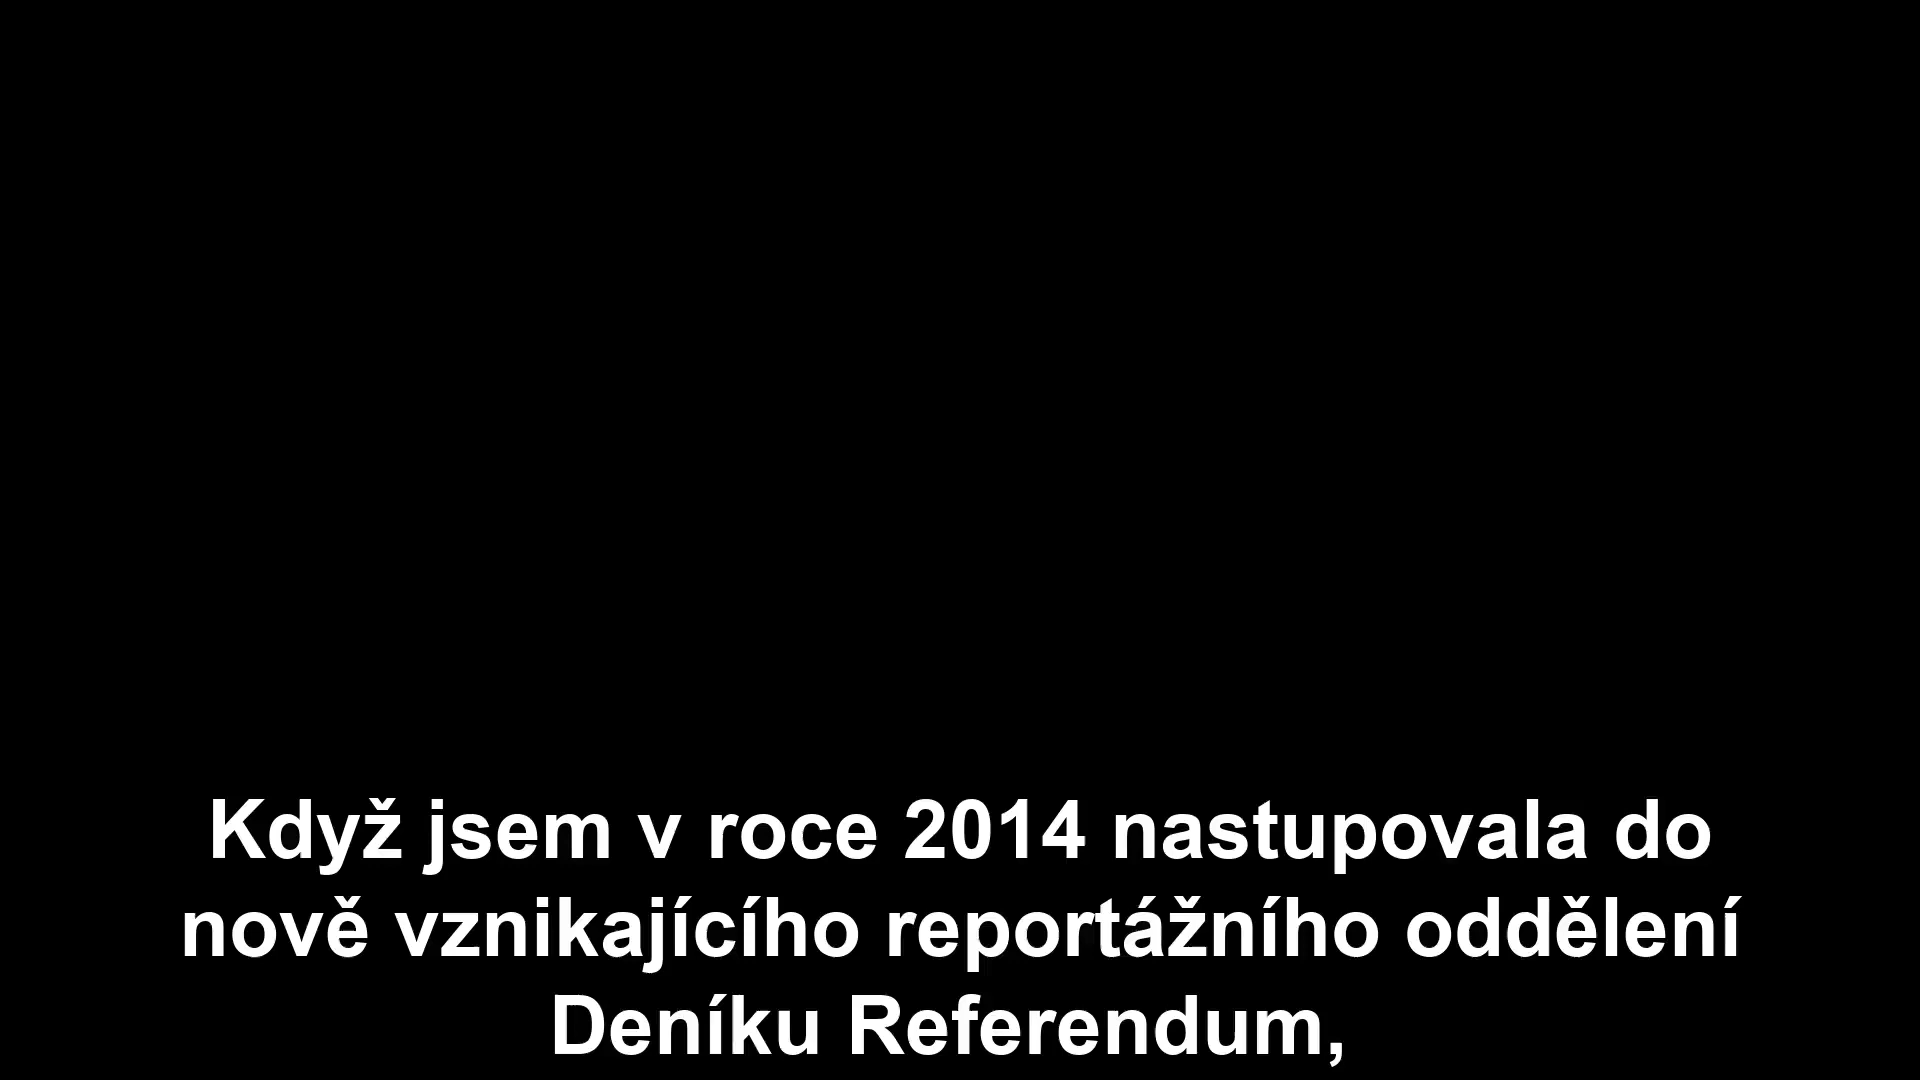 Když jsem v roce 2014 nastupovala do
nově vznikajícího reportážního oddělení
Deníku Referendum,